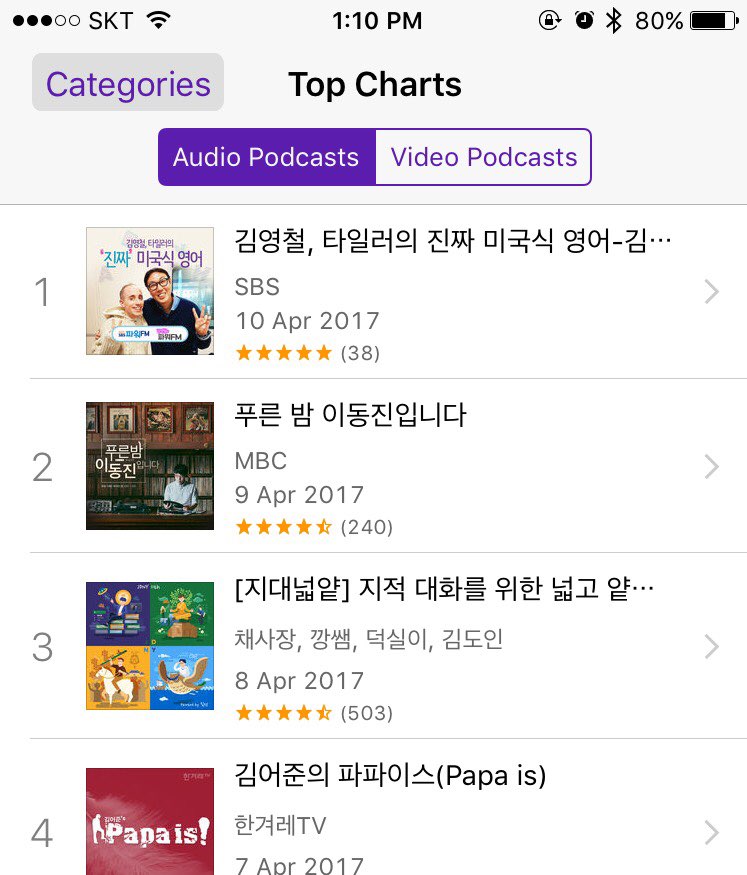 SKT 1:10 PM 80%
Categories
Top Charts
Audio Podcasts
Video Podcasts
1
김영철, 타일러의
"진짜" 미국식 영어
파워FM
파워FM
김영철, 타일러의 진짜 미국식 영어-김…
SBS
10 Apr 2017
(38)
2
푸른밤
이동진입니다
푸른 밤 이동진입니다
MBC
9 Apr 2017
(240)
3
[지대넓얕] 지적 대화를 위한 넓고 얕…
채사장, 깡쌤, 덕실이, 김도인
8 Apr 2017
(503)
4
한겨레TV
김어준's
Papa is!
김어준의 파파이스(Papa is)
한겨레TV
7 Apr 2017